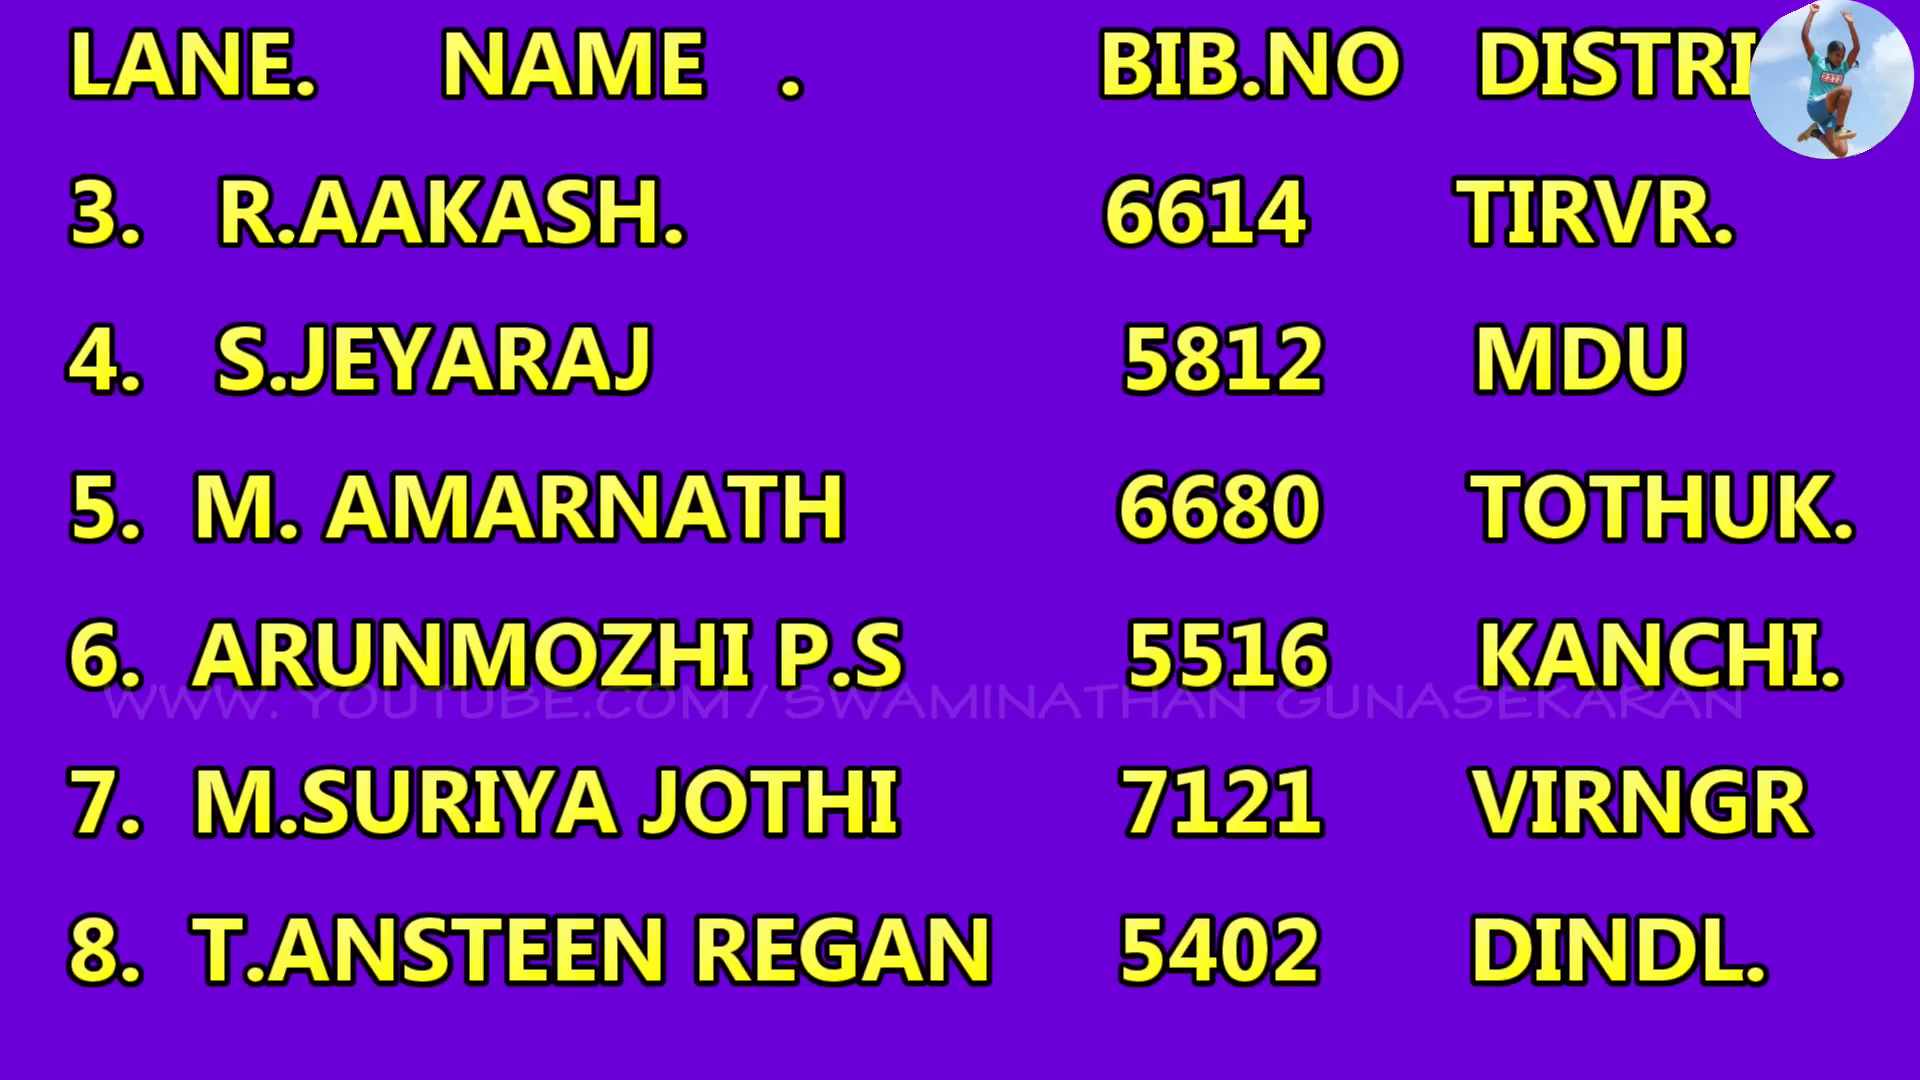 LANE. NAME . BIB.NO DISTRI
3. R.AAKASH. 6614 TIRVR.
4. S.JEYARAJ 5812 MDU
5. M. AMARNATH 6680 TOTHUK.
6. ARUNMOZHI P.S 5516 KANCHI.
WWW.YOUTUBE.COM/SWAMINATHAN GUNASEKARAN
7. M.SURIYA JOTHI 7121 VIRNGR
8. T.ANSTEEN REGAN 5402 DINDL.